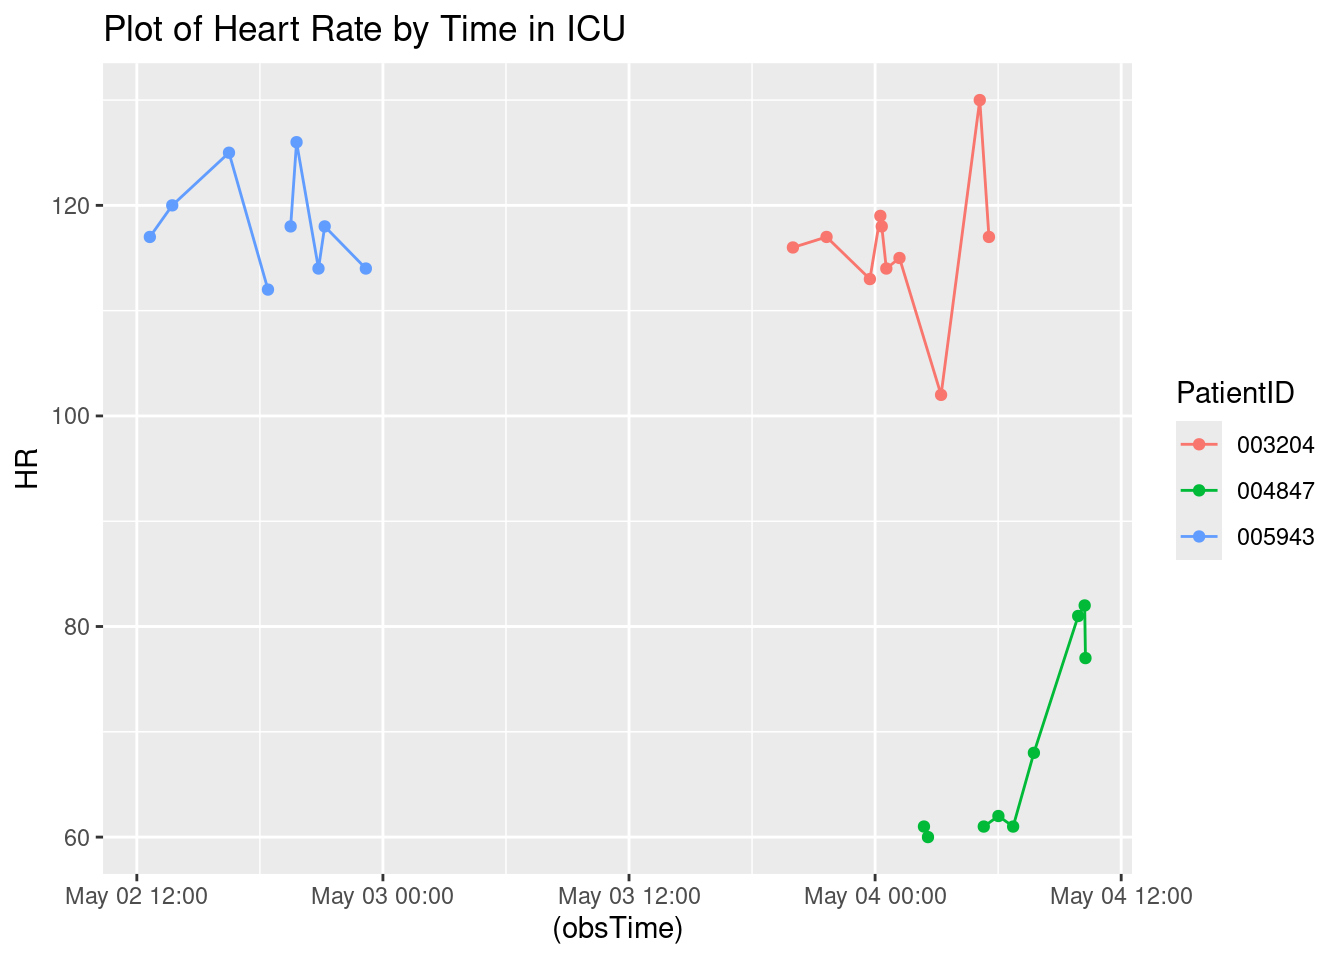 Plot of Heart Rate by Time in ICU
HR
120
100
80
60
May 02 12:00
May 03 00:00
May 03 12:00
May 04 00:00
May 04 12:00
(obsTime)
PatientID
003204
004847
005943